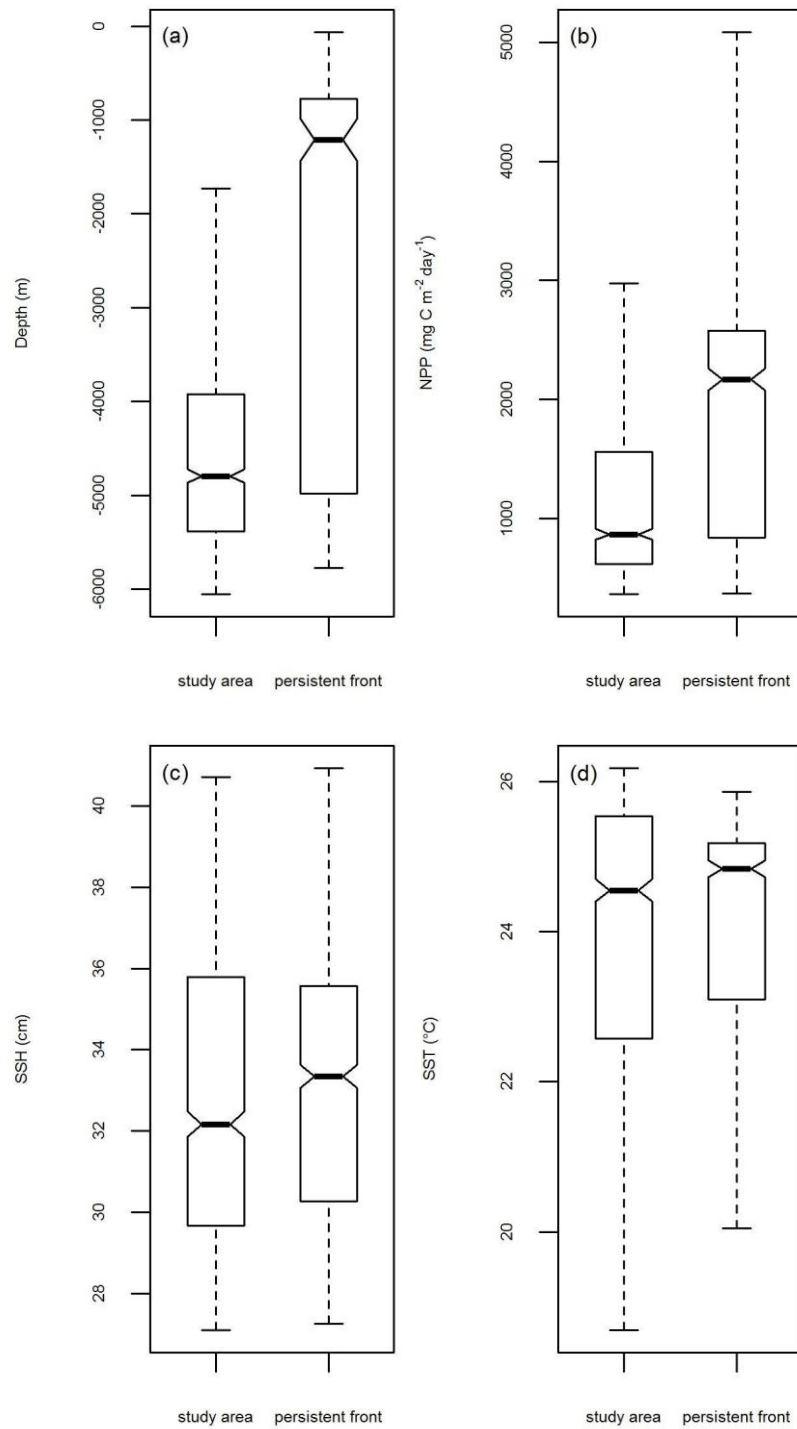 (a)
Depth (m)
0
-1000
-2000
-3000
-4000
-5000
-6000
study area persistent front
(b)
NPP (mg C m⁻² day⁻¹)
5000
4000
3000
2000
1000
study area persistent front
(c)
SSH (cm)
40
38
36
34
32
30
28
study area persistent front
(d)
SST (°C)
26
24
22
20
study area persistent front